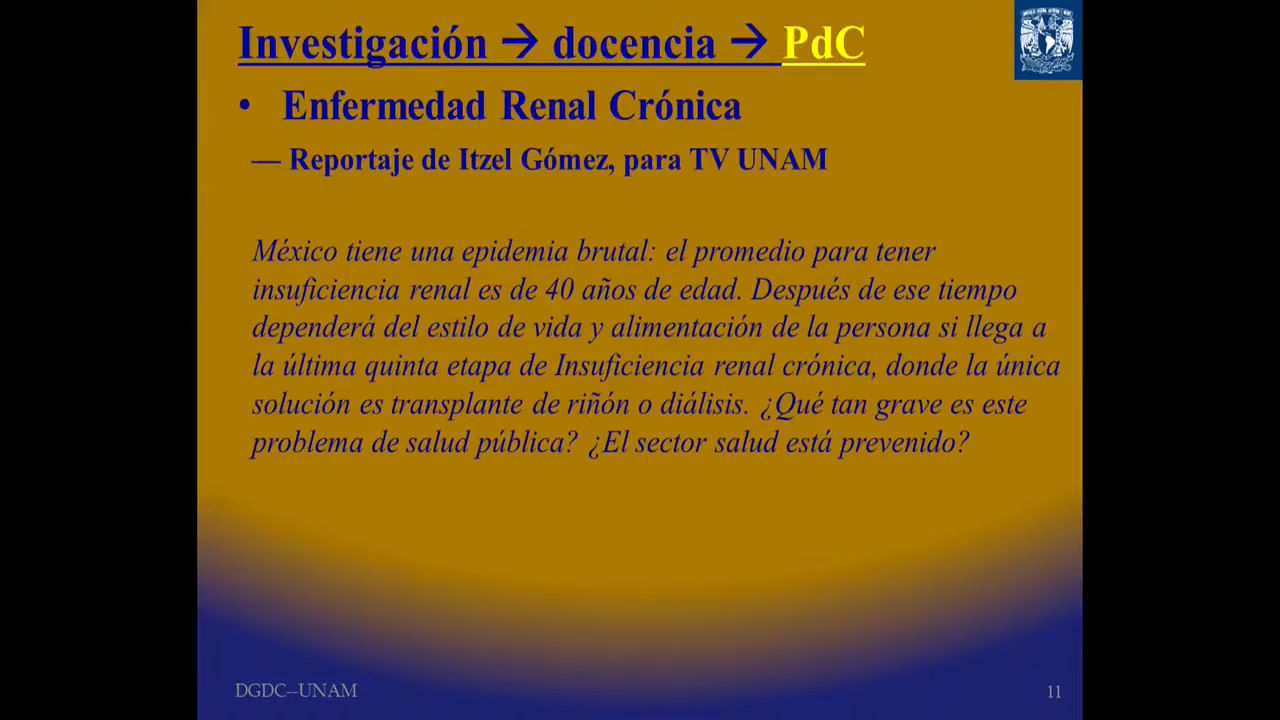 Investigación → docencia → PdC
• Enfermedad Renal Crónica
— Reportaje de Itzel Gómez, para TV UNAM
México tiene una epidemia brutal: el promedio para tener
insuficiencia renal es de 40 años de edad. Después de ese tiempo
dependerá del estilo de vida y alimentación de la persona si llega a
la última quinta etapa de Insuficiencia renal crónica, donde la única
solución es transplante de riñón o diálisis. ¿Qué tan grave es este
problema de salud pública? ¿El sector salud está prevenido?
DGDC–UNAM
11